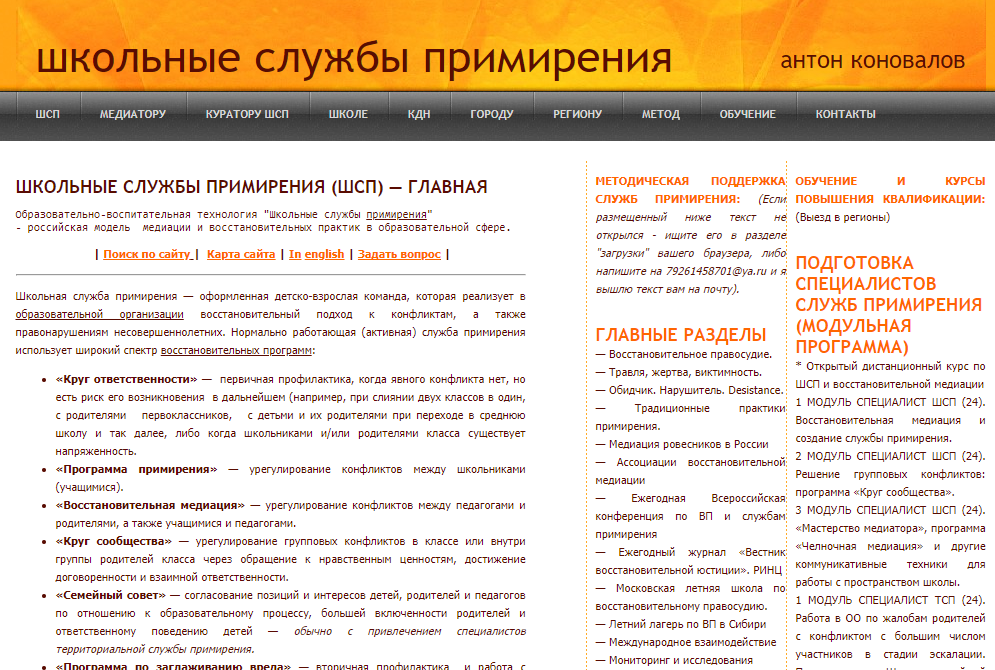 школьные службы примирения
антон коновалов
ШСП
МЕДИАТОРУ
КУРАТОРУ ШСП
ШКОЛЕ
КДН
ГОРОДУ
РЕГИОНУ
МЕТОД
ОБУЧЕНИЕ
КОНТАКТЫ
ШКОЛЬНЫЕ СЛУЖБЫ ПРИМИРЕНИЯ (ШСП) — ГЛАВНАЯ
Образовательно-воспитательная технология "Школьные службы примирения"
- российская модель медиации и восстановительных практик в образовательной сфере.
| Поиск по сайту | Карта сайта | In english | Задать вопрос |
Школьная служба примирения — оформленная детско-взрослая команда, которая реализует в
образовательной организации восстановительный подход к конфликтам, а также
правонарушениям несовершеннолетних. Нормально работающая (активная) служба примирения
использует широкий спектр восстановительных программ:
• «Круг ответственности» — первичная профилактика, когда явного конфликта нет, но
есть риск его возникновения в дальнейшем (например, при слиянии двух классов в один,
с родителями первоклассников, с детьми и их родителями при переходе в среднюю
школу и так далее, либо когда школьниками и/или родителями класса существует
напряженность.
• «Программа примирения» — урегулирование конфликтов между школьниками
(учащимися).
• «Восстановительная медиация» — урегулирование конфликтов между педагогами и
родителями, а также учащимися и педагогами.
• «Круг сообщества» — урегулирование групповых конфликтов в классе или внутри
группы родителей класса через обращение к нравственным ценностям, достижение
договоренности и взаимной ответственности.
• «Семейный совет» — согласование позиций и интересов детей, родителей и педагогов
по отношению к образовательному процессу, большей включенности родителей и
ответственному поведению детей — обычно с привлечением специалистов
территориальной службы примирения.
• «Программа по заглаживанию вреда» — вторичная профилактика и работа с
МЕТОДИЧЕСКАЯ ПОДДЕРЖКА
СЛУЖБ ПРИМИРЕНИЯ: (Если
размещенный ниже текст не
открылся - ищите его в разделе
"загрузки" вашего браузера, либо
напишите на 79261458701@ya.ru и я
вышлю текст вам на почту).
ГЛАВНЫЕ РАЗДЕЛЫ
— Восстановительное правосудие.
— Травля, жертва, виктимность.
— Обидчик. Нарушитель. Desistance.
— Традиционные практики
примирения.
— Медиация ровесников в России
— Ассоциации восстановительной
медиации
— Ежегодная Всероссийская
конференция по ВП и службам
примирения
— Ежегодный журнал «Вестник
восстановительной юстиции». РИНЦ
— Московская летняя школа по
восстановительному правосудию.
— Летний лагерь по ВП в Сибири
— Международное взаимодействие
— Мониторинг и исследования
ОБУЧЕНИЕ И КУРСЫ
ПОВЫШЕНИЯ КВАЛИФИКАЦИИ:
(Выезд в регионы)
ПОДГОТОВКА
СПЕЦИАЛИСТОВ
СЛУЖБ ПРИМИРЕНИЯ
(МОДУЛЬНАЯ
ПРОГРАММА)
* Открытый дистанционный курс по
ШСП и восстановительной медиации
1 МОДУЛЬ СПЕЦИАЛИСТ ШСП (24).
Восстановительная медиация и
создание службы примирения.
2 МОДУЛЬ СПЕЦИАЛИСТ ШСП (24).
Решение групповых конфликтов:
программа «Круг сообщества».
3 МОДУЛЬ СПЕЦИАЛИСТ ШСП (24).
«Мастерство медиатора», программа
«Челночная медиация» и другие
коммуникативные техники для
работы с пространством школы.
1 МОДУЛЬ СПЕЦИАЛИСТ ТСП (24).
Работа в ОО по жалобам родителей
с конфликтом с большим числом
участников в стадии эскалации.